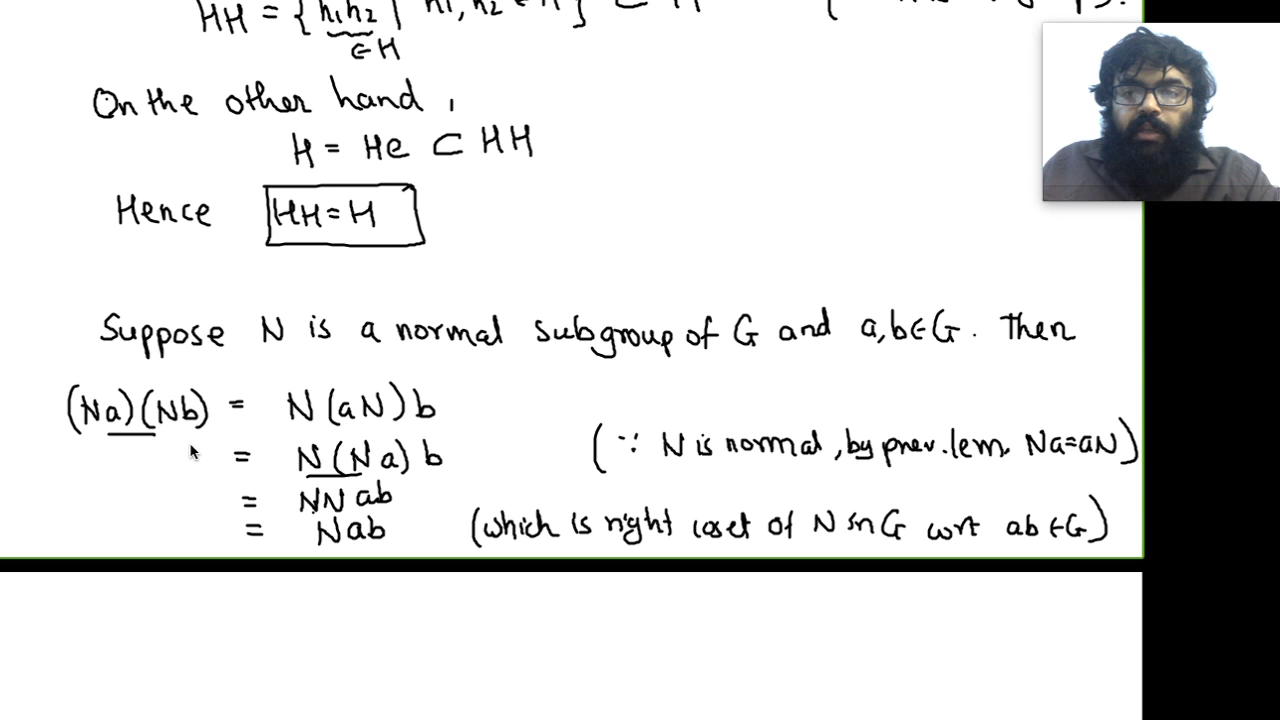 HH = { h₁h₂ | h₁, h₂ ∈ H } ⊂ H
∈ H
On the other hand ,
H = He ⊂ HH
Hence HH = H
Suppose N is a normal subgroup of G and a,b∈G. Then
(Na)(Nb) = N(aN)b
= N(Na)b (∵ N is normal, by prev. lem. Na=aN)
= NNab
= Nab (which is right coset of N in G wrt ab ∈ G)